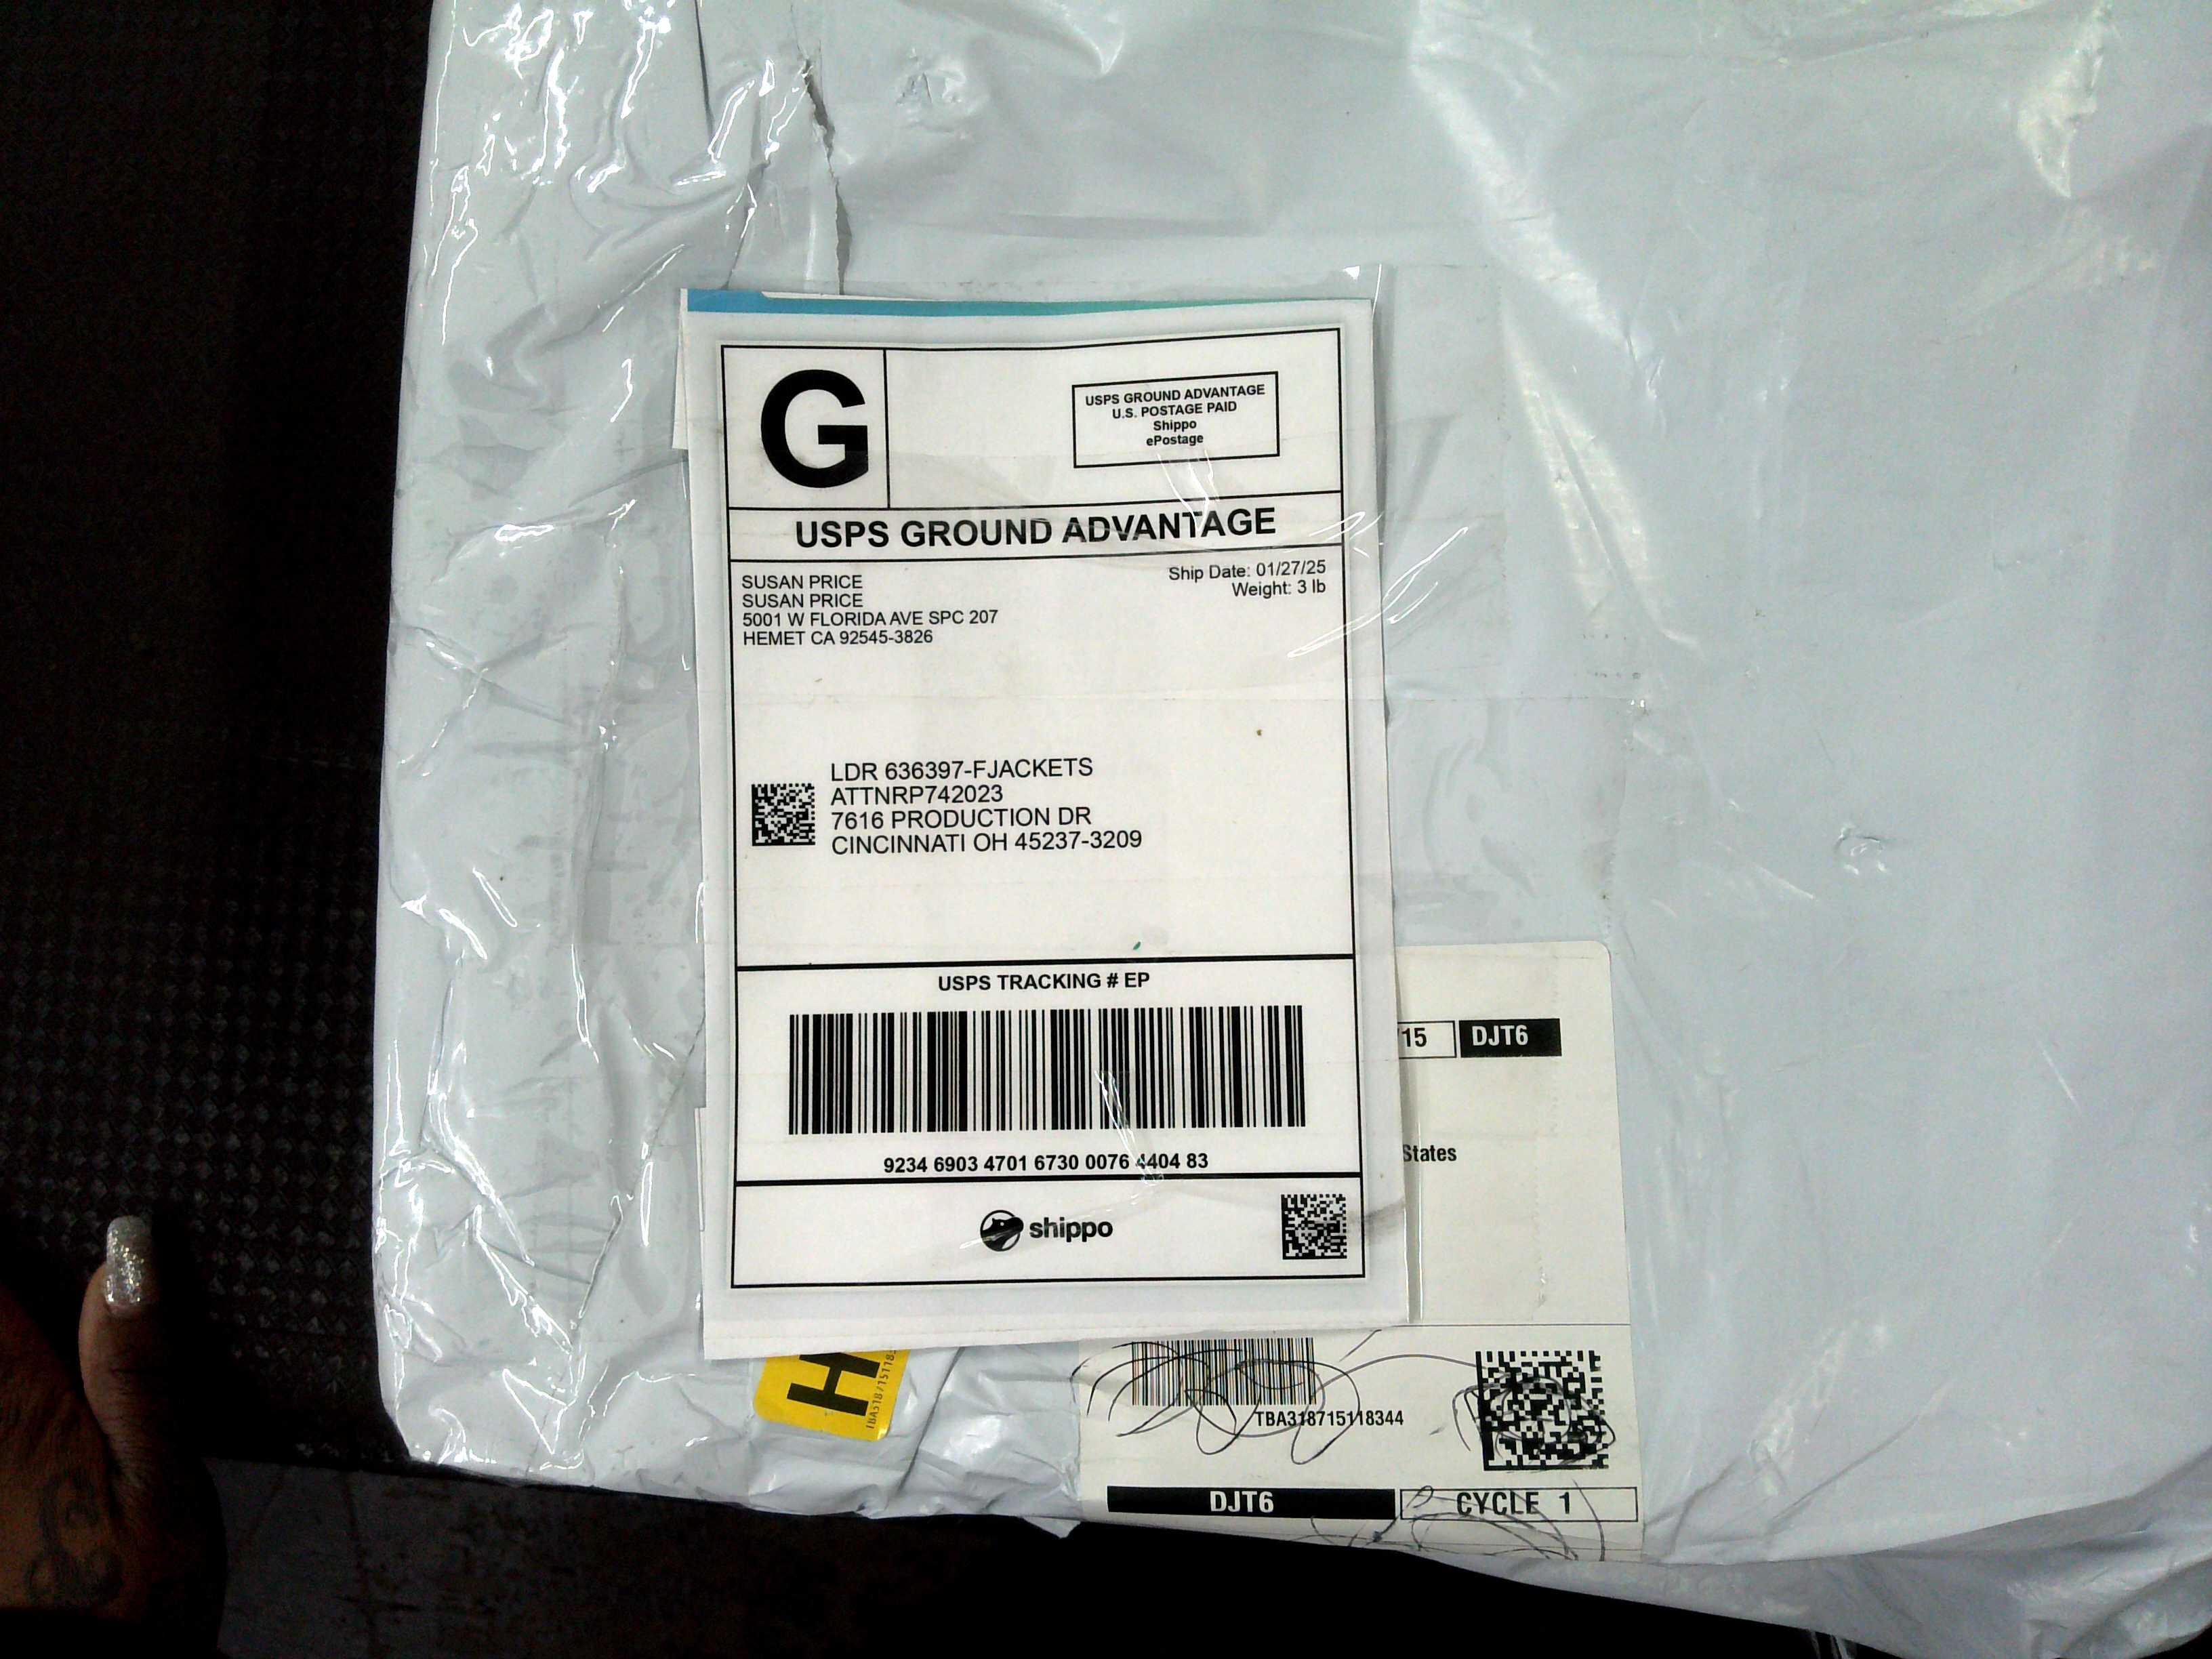 G
USPS GROUND ADVANTAGE
U.S. POSTAGE PAID
Shippo
ePostage
USPS GROUND ADVANTAGE
SUSAN PRICE
SUSAN PRICE
5001 W FLORIDA AVE SPC 207
HEMET CA 92545-3826
Ship Date: 01/27/25
Weight: 3 lb
LDR 636397-FJACKETS
ATTNRP742023
7616 PRODUCTION DR
CINCINNATI OH 45237-3209
USPS TRACKING # EP
9234 6903 4701 6730 0076 4404 83
shippo
15 DJT6
States
H
TBA318715118344
DJT6
CYCLE 1